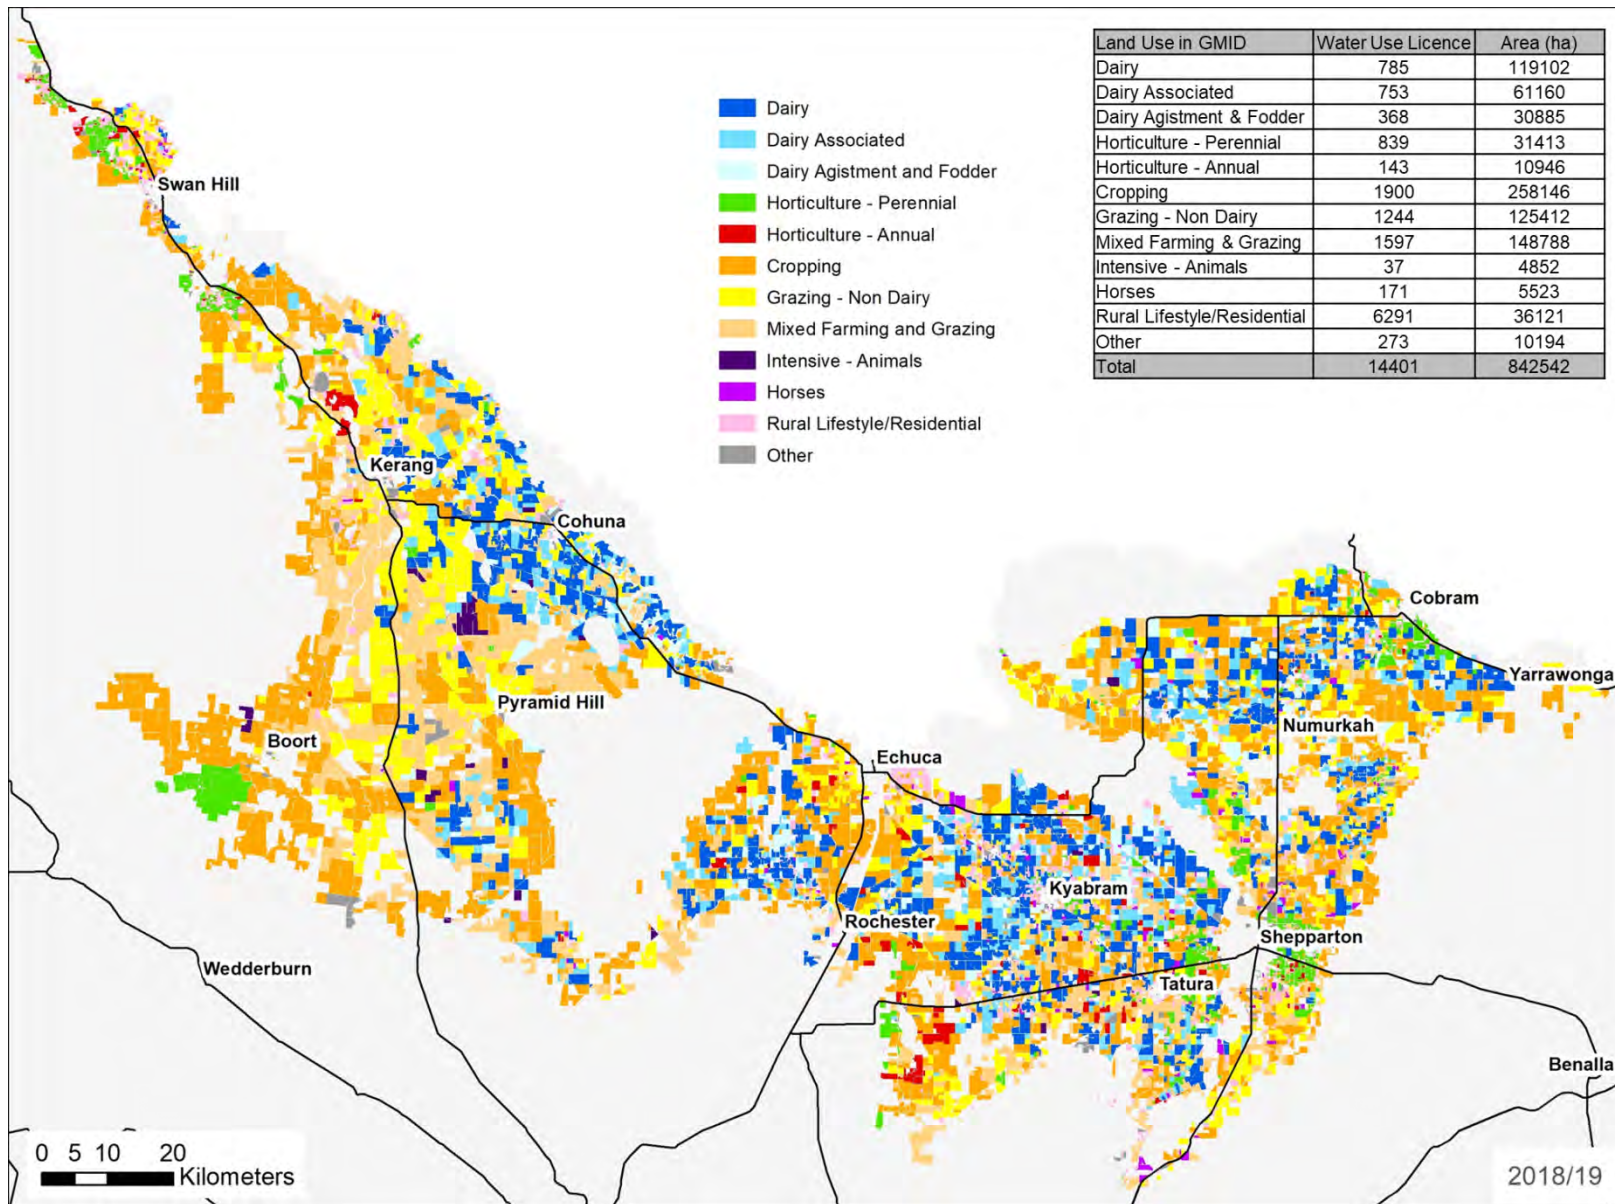 Land Use in GMID Water Use Licence Area (ha)
Dairy 785 119102
Dairy Associated 753 61160
Dairy Agistment & Fodder 368 30885
Horticulture - Perennial 839 31413
Horticulture - Annual 143 10946
Cropping 1900 258146
Grazing - Non Dairy 1244 125412
Mixed Farming & Grazing 1597 148788
Intensive - Animals 37 4852
Horses 171 5523
Rural Lifestyle/Residential 6291 36121
Other 273 10194
Total 14401 842542
Dairy
Dairy Associated
Dairy Agistment and Fodder
Horticulture - Perennial
Horticulture - Annual
Cropping
Grazing - Non Dairy
Mixed Farming and Grazing
Intensive - Animals
Horses
Rural Lifestyle/Residential
Other
Swan Hill
Kerang
Cohuna
Cobram
Yarrawonga
Pyramid Hill
Numurkah
Boort
Echuca
Kyabram
Rochester
Shepparton
Wedderburn
Tatura
Benalla
0 5 10 20
Kilometers
2018/19